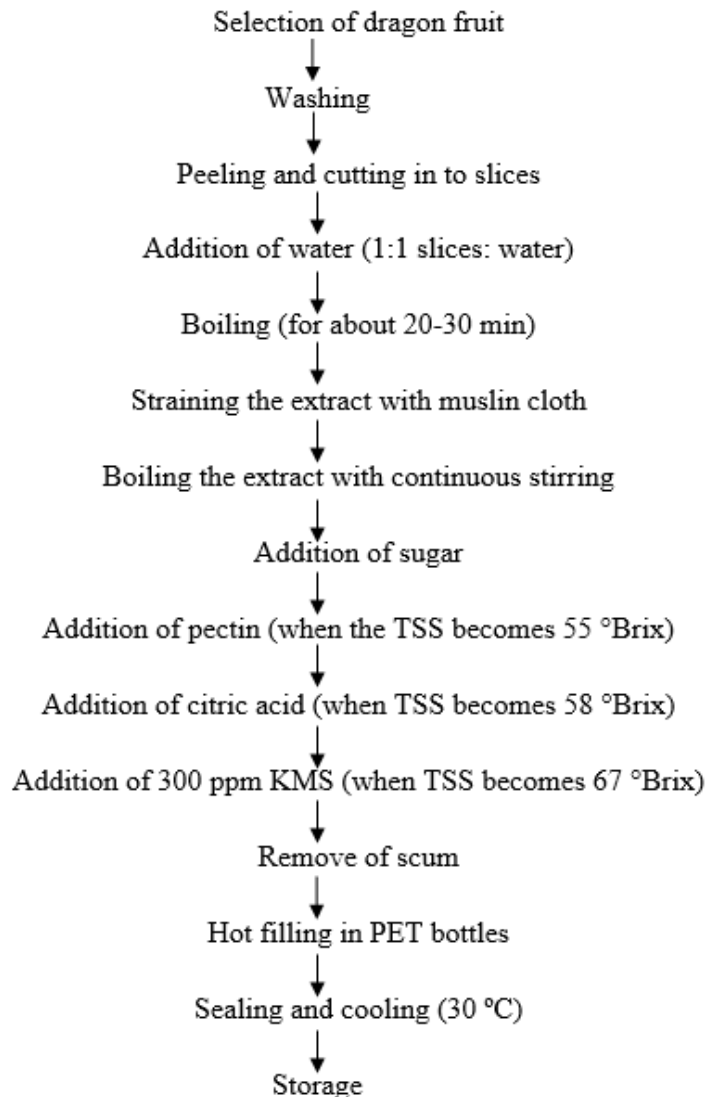 Selection of dragon fruit
Washing
Peeling and cutting in to slices
Addition of water (1:1 slices: water)
Boiling (for about 20-30 min)
Straining the extract with muslin cloth
Boiling the extract with continuous stirring
Addition of sugar
Addition of pectin (when the TSS becomes 55 °Brix)
Addition of citric acid (when TSS becomes 58 °Brix)
Addition of 300 ppm KMS (when TSS becomes 67 °Brix)
Remove of scum
Hot filling in PET bottles
Sealing and cooling (30 ºC)
Storage